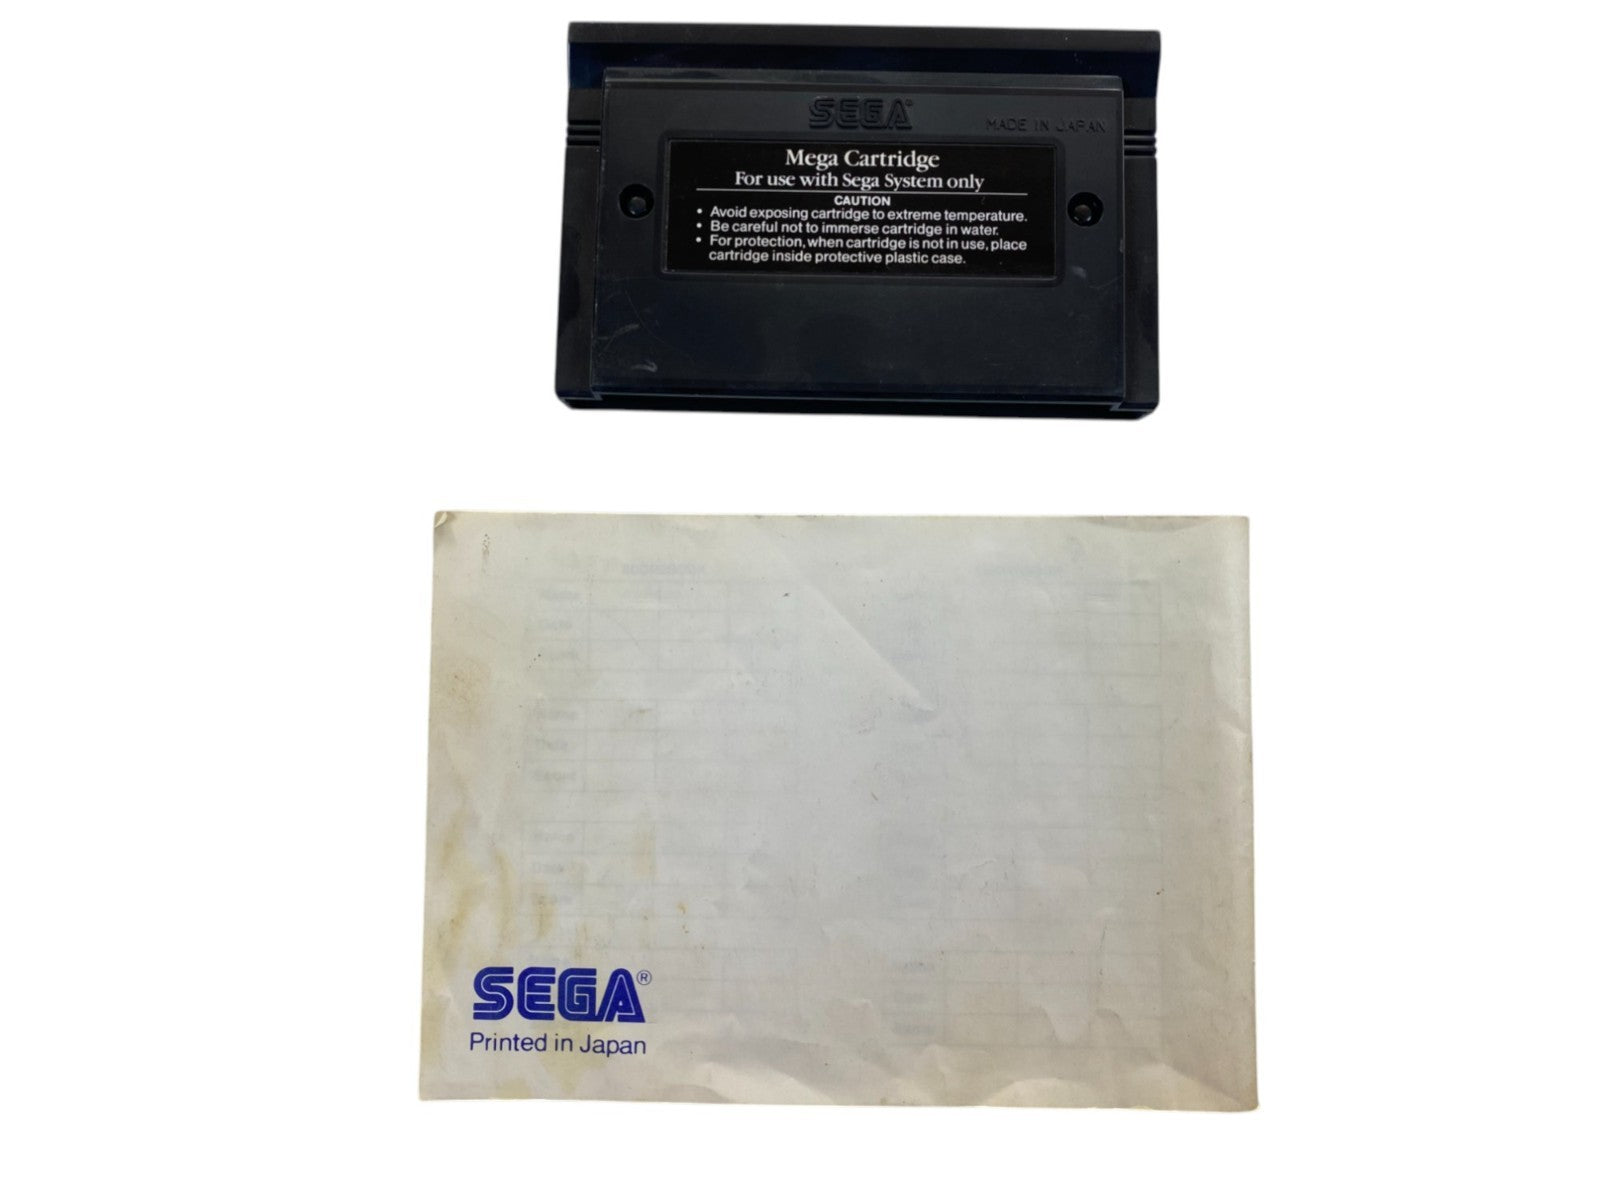 SEGA®
MADE IN JAPAN
Mega Cartridge
For use with Sega System only
CAUTION
• Avoid exposing cartridge to extreme temperature.
• Be careful not to immerse cartridge in water.
• For protection, when cartridge is not in use, place
cartridge inside protective plastic case.
SEGA®
Printed in Japan